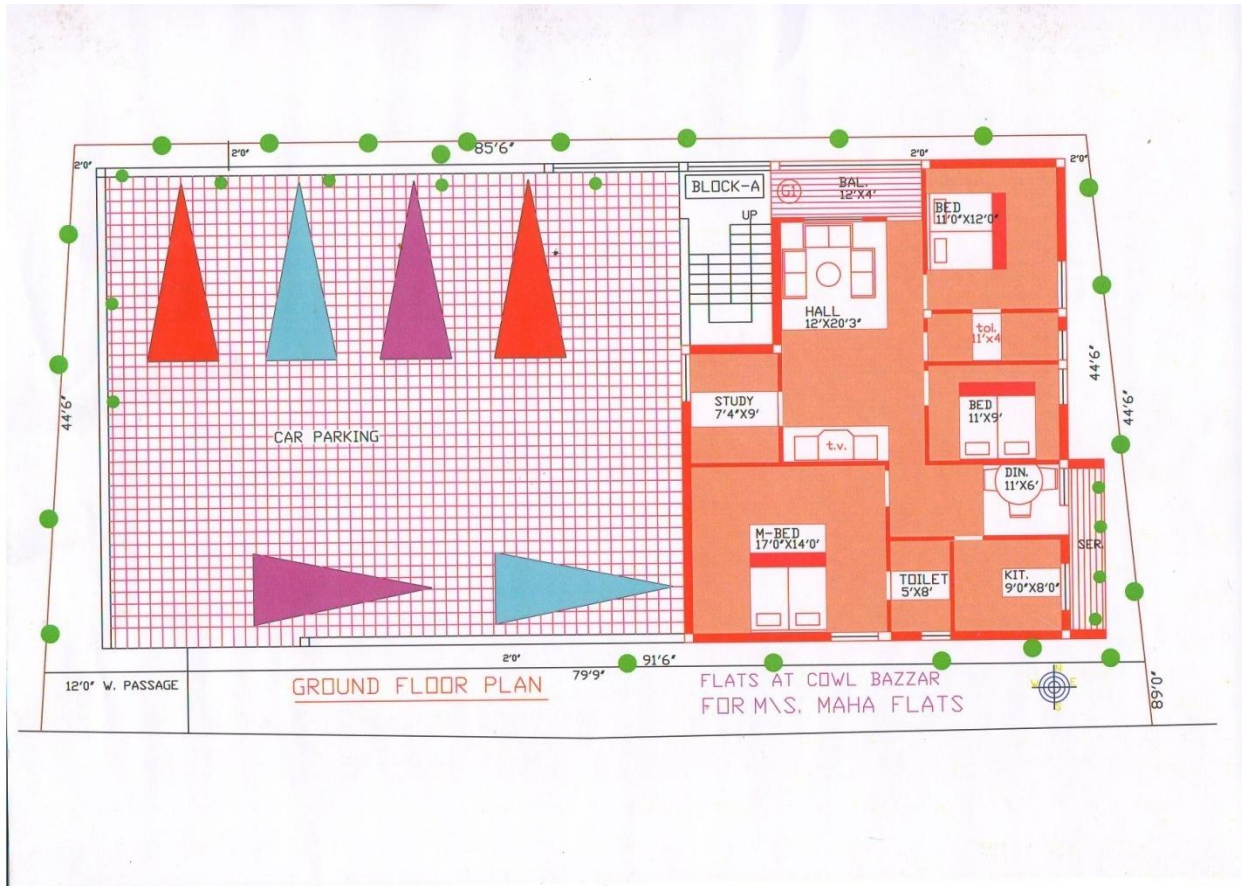 85'6"
2'0"
2'0"
2'0"
2'0"
BLOCK-A
UP
G1
BAL.
12'X4'
BED
11'0"X12'0"
HALL
12'X20'3"
tol.
11'x4
44'6"
44'6"
44'6"
STUDY
7'4"X9'
BED
11'X9'
CAR PARKING
t.v.
DIN.
11'X6'
M-BED
17'0"X14'0'
SER.
TOILET
5'X8'
KIT.
9'0"X8'0"
2'0"
91'6"
79'9"
12'0" W. PASSAGE
GROUND FLOOR PLAN
FLATS AT COWL BAZZAR
FOR M\S. MAHA FLATS
N
W
E
S
89'0"